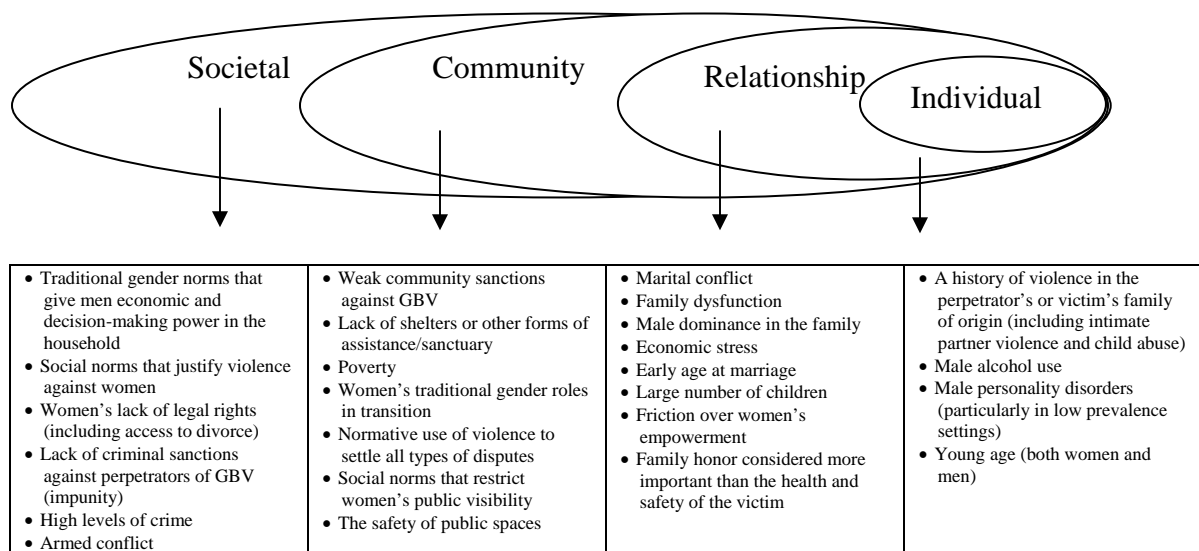 Societal
Community
Relationship
Individual
• Traditional gender norms that
give men economic and
decision-making power in the
household
• Social norms that justify violence
against women
• Women’s lack of legal rights
(including access to divorce)
• Lack of criminal sanctions
against perpetrators of GBV
(impunity)
• High levels of crime
• Armed conflict
• Weak community sanctions
against GBV
• Lack of shelters or other forms of
assistance/sanctuary
• Poverty
• Women’s traditional gender roles
in transition
• Normative use of violence to
settle all types of disputes
• Social norms that restrict
women’s public visibility
• The safety of public spaces
• Marital conflict
• Family dysfunction
• Male dominance in the family
• Economic stress
• Early age at marriage
• Large number of children
• Friction over women’s
empowerment
• Family honor considered more
important than the health and
safety of the victim
• A history of violence in the
perpetrator’s or victim’s family
of origin (including intimate
partner violence and child abuse)
• Male alcohol use
• Male personality disorders
(particularly in low prevalence
settings)
• Young age (both women and
men)